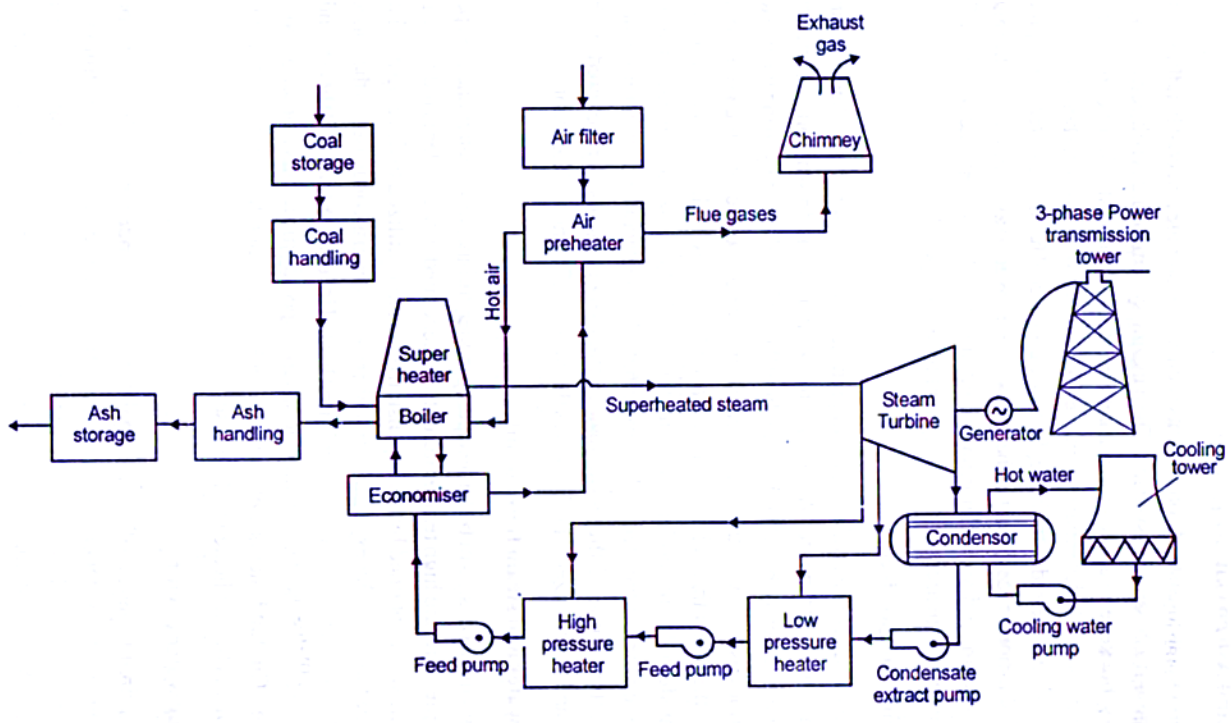 Exhaust
gas
Coal
storage
Air filter
Chimney
Coal
handling
Air
preheater
Flue gases
3-phase Power
transmission
tower
Hot air
Super
heater
Boiler
Superheated steam
Steam
Turbine
Generator
Ash
storage
Ash
handling
Economiser
Cooling
tower
Hot water
Condensor
High
pressure
heater
Low
pressure
heater
Feed pump
Feed pump
Condensate
extract pump
Cooling water
pump